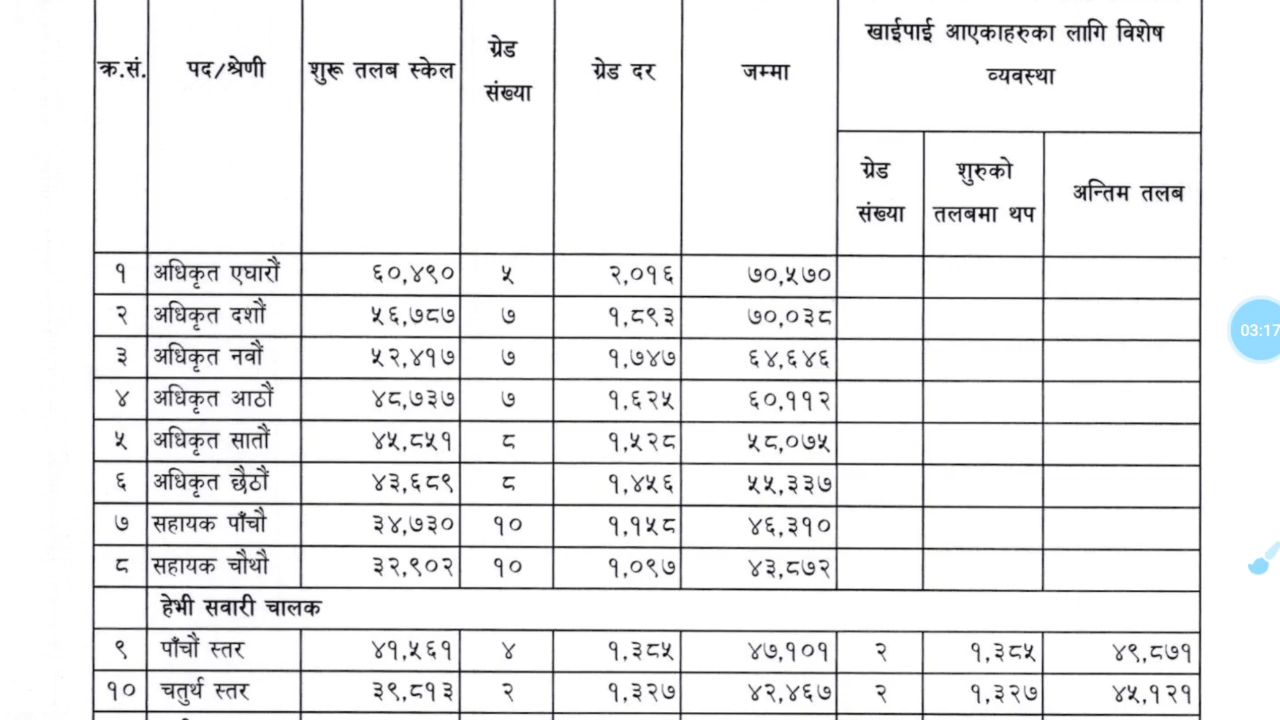 क्र.सं. पद/श्रेणी शुरू तलब स्केल ग्रेड संख्या ग्रेड दर जम्मा खाईपाई आएकाहरुका लागि विशेष व्यवस्था
ग्रेड संख्या शुरुको तलबमा थप अन्तिम तलब
१ अधिकृत एघारौं ६०,४९० ५ २,०१६ ७०,५७०
२ अधिकृत दशौं ५६,७८७ ७ १,८९३ ७०,०३८
३ अधिकृत नवौं ५२,४१७ ७ १,७४७ ६४,६४६
४ अधिकृत आठौं ४८,७३७ ७ १,६२५ ६०,११२
५ अधिकृत सातौं ४५,८५१ ८ १,५२८ ५८,०७५
६ अधिकृत छैठौं ४३,६८९ ८ १,४५६ ५५,३३७
७ सहायक पाँचौ ३४,७३० १० १,१५८ ४६,३१०
८ सहायक चौथौ ३२,९०२ १० १,०९७ ४३,८७२
हेभी सवारी चालक
९ पाँचौं स्तर ४१,५६१ ४ १,३८५ ४७,१०१ २ १,३८५ ४९,८७१
१० चतुर्थ स्तर ३९,८१३ २ १,३२७ ४२,४६७ २ १,३२७ ४५,१२१
03:17